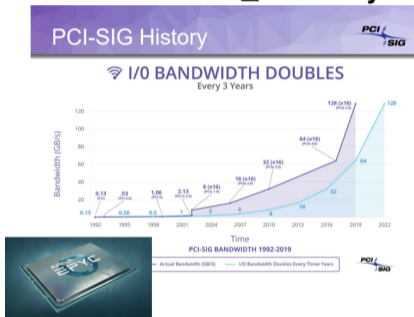 PCI-SIG History
PCI
SIG
I/0 BANDWIDTH DOUBLES
Every 3 Years
Bandwidth (GB/s)
120
100
80
60
40
20
0.13
.53
1.06
2.13
8 (x16)
16 (x16)
32 (x16)
64 (x16)
128 (x16)
0.13
0.26
0.5
1
2
4
8
16
32
64
128
1992
1995
1998
2001
2004
2007
2010
2013
2016
2019
2022
Time
PCI-SIG BANDWIDTH 1992-2019
Actual Bandwidth (GB/S)
I/O Bandwidth Doubles Every Three Years
PCI
SIG
AMD
EPYC